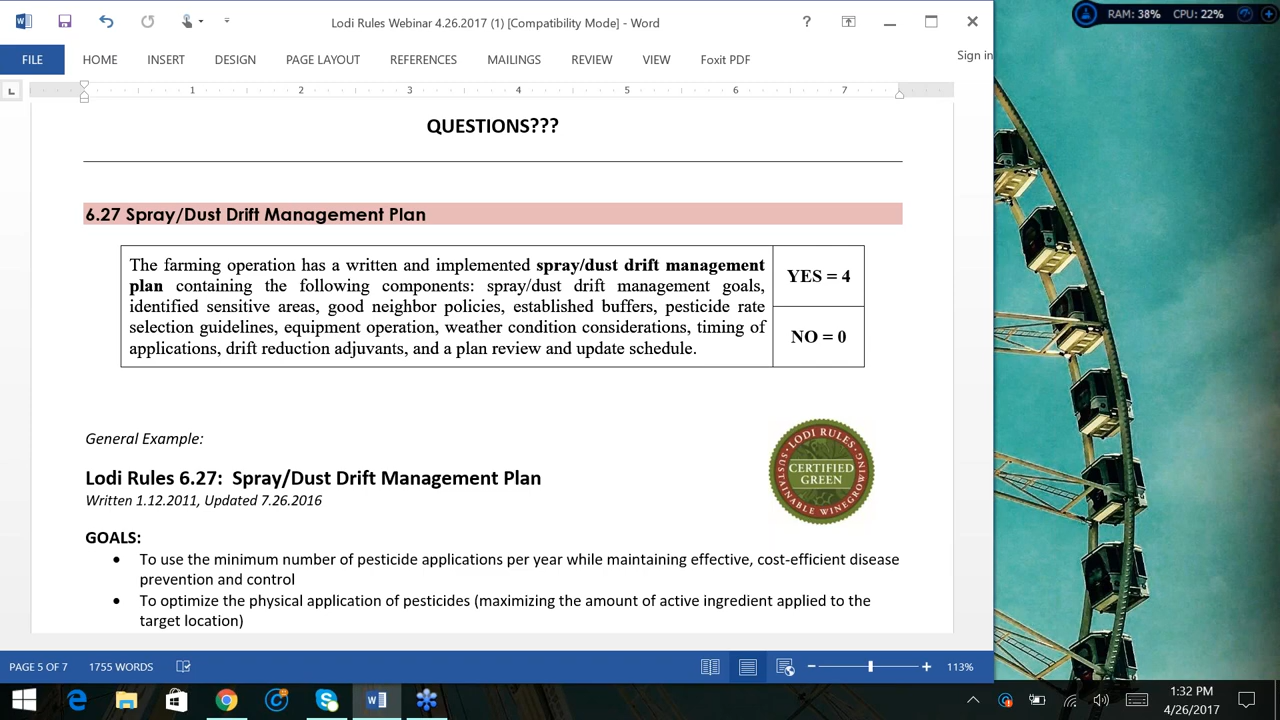 Lodi Rules Webinar 4.26.2017 (1) [Compatibility Mode] - Word
RAM: 38% CPU: 22%
FILE HOME INSERT DESIGN PAGE LAYOUT REFERENCES MAILINGS REVIEW VIEW Foxit PDF Sign in
1 2 3 4 5 6 7
QUESTIONS???
6.27 Spray/Dust Drift Management Plan
The farming operation has a written and implemented spray/dust drift management
plan containing the following components: spray/dust drift management goals,
identified sensitive areas, good neighbor policies, established buffers, pesticide rate
selection guidelines, equipment operation, weather condition considerations, timing of
applications, drift reduction adjuvants, and a plan review and update schedule.
YES = 4
NO = 0
General Example:
LODI RULES
CERTIFIED
GREEN
SUSTAINABLE WINEGROWING
Lodi Rules 6.27: Spray/Dust Drift Management Plan
Written 1.12.2011, Updated 7.26.2016
GOALS:
• To use the minimum number of pesticide applications per year while maintaining effective, cost-efficient disease
prevention and control
• To optimize the physical application of pesticides (maximizing the amount of active ingredient applied to the
target location)
PAGE 5 OF 7 1755 WORDS 113%
1:32 PM
4/26/2017